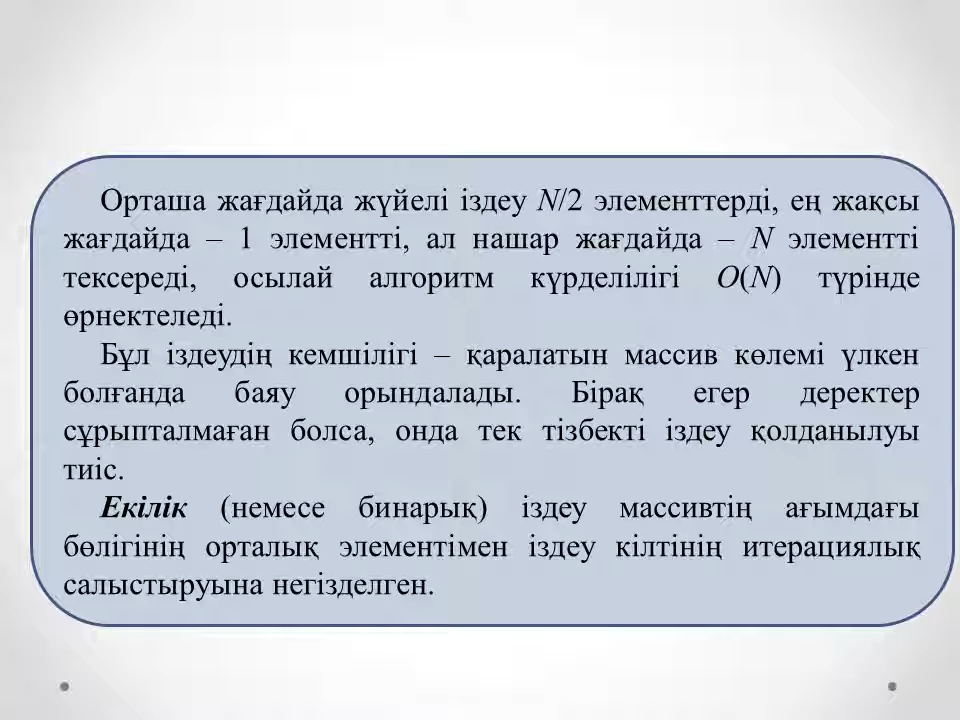 Орташа жағдайда жүйелі іздеу N/2 элементтерді, ең жақсы
жағдайда – 1 элементті, ал нашар жағдайда – N элементті
тексереді, осылай алгоритм күрделілігі O(N) түрінде
өрнектеледі.
Бұл іздеудің кемшілігі – қаралатын массив көлемі үлкен
болғанда баяу орындалады. Бірақ егер деректер
сұрыпталмаған болса, онда тек тізбекті іздеу қолданылуы
тиіс.
Екілік (немесе бинарық) іздеу массивтің ағымдағы
бөлігінің орталық элементімен іздеу кілтінің итерациялық
салыстыруына негізделген.